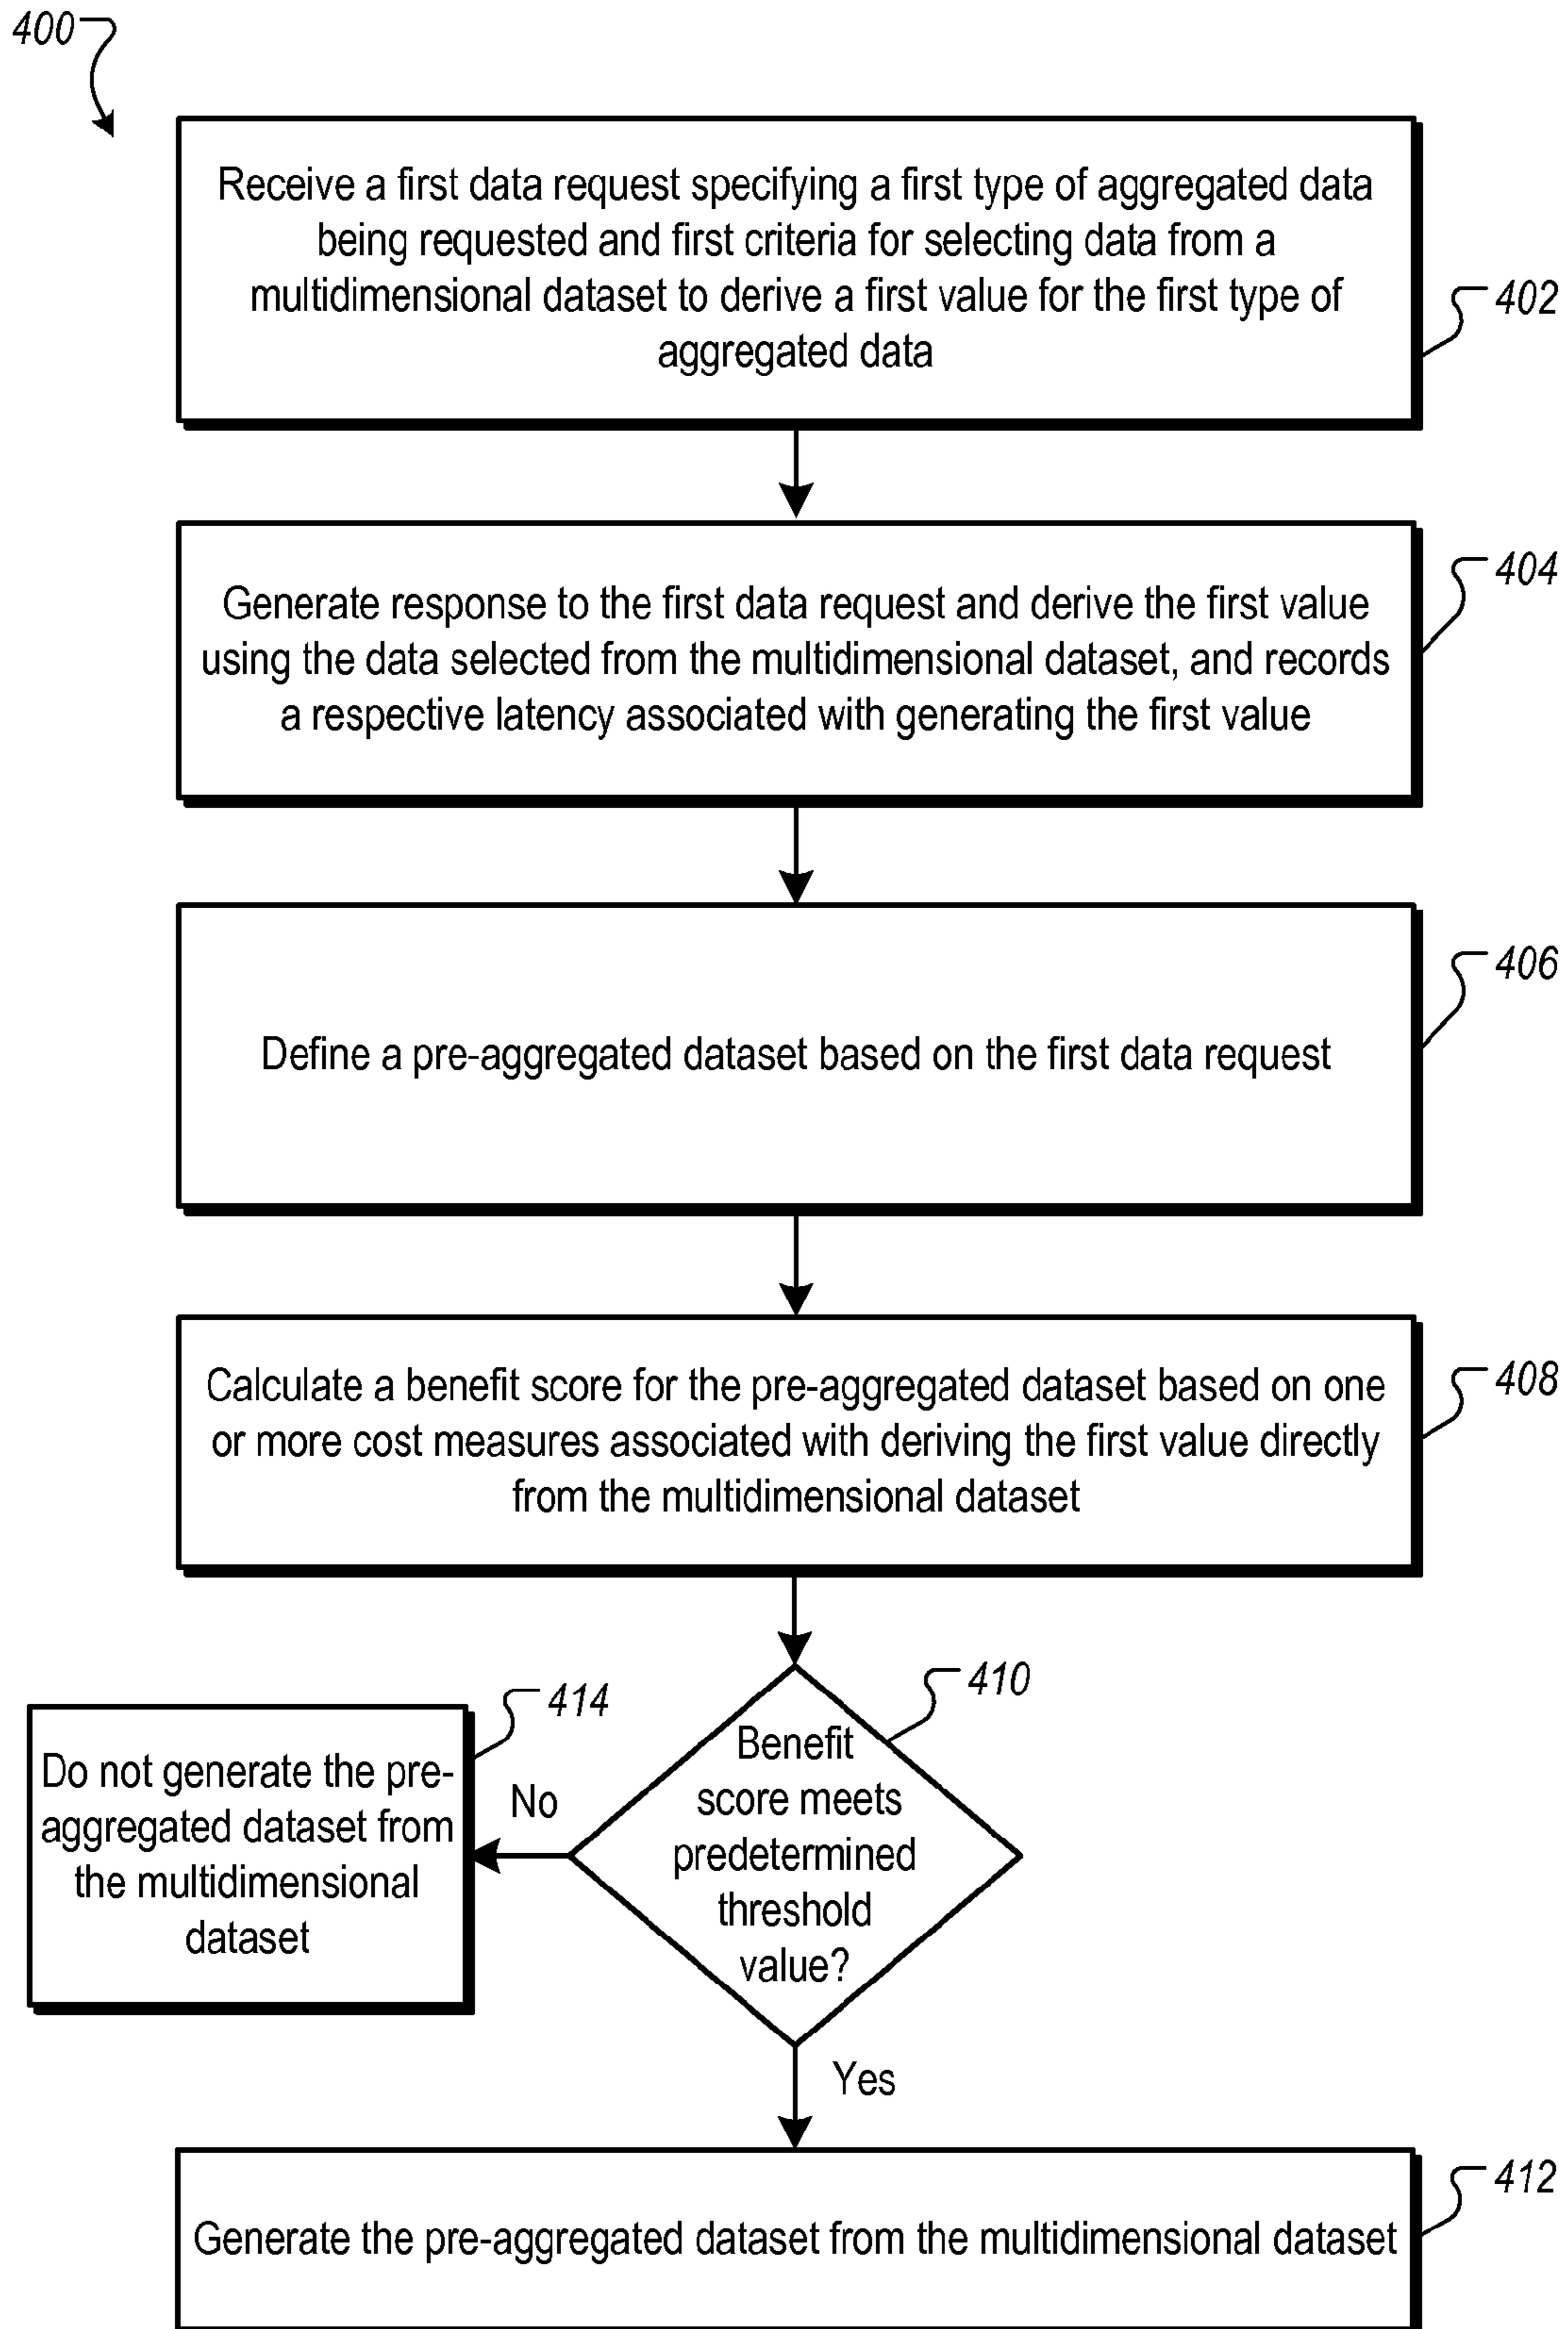 400
Receive a first data request specifying a first type of aggregated data
being requested and first criteria for selecting data from a
multidimensional dataset to derive a first value for the first type of
aggregated data
402
Generate response to the first data request and derive the first value
using the data selected from the multidimensional dataset, and records
a respective latency associated with generating the first value
404
Define a pre-aggregated dataset based on the first data request
406
Calculate a benefit score for the pre-aggregated dataset based on one
or more cost measures associated with deriving the first value directly
from the multidimensional dataset
408
Benefit
score meets
predetermined
threshold
value?
410
No
Do not generate the pre-
aggregated dataset from
the multidimensional
dataset
414
Yes
Generate the pre-aggregated dataset from the multidimensional dataset
412